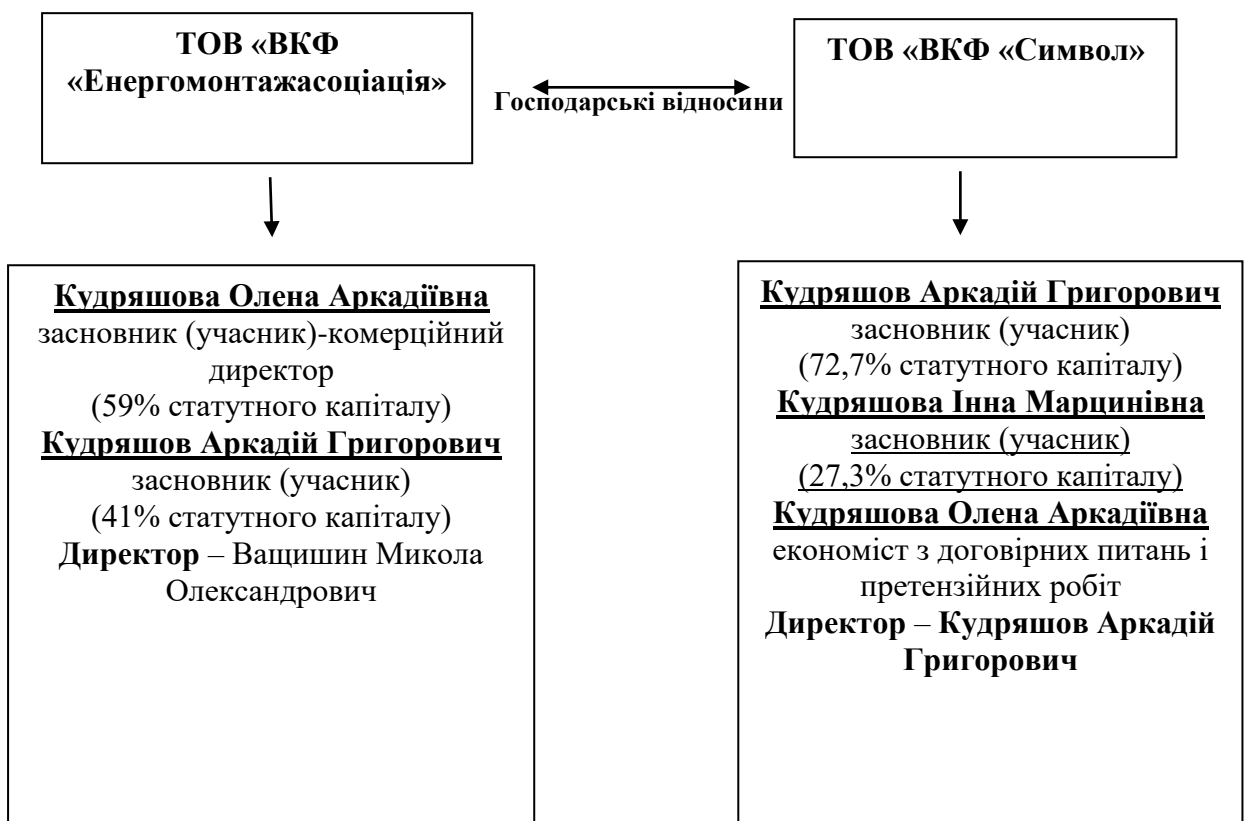 ТОВ «ВКФ
«Енергомонтажасоціація»
ТОВ «ВКФ «Символ»
Господарські відносини
Кудряшова Олена Аркадіївна
засновник (учасник)-комерційний
директор
(59% статутного капіталу)
Кудряшов Аркадій Григорович
засновник (учасник)
(41% статутного капіталу)
Директор – Ващишин Микола
Олександрович
Кудряшов Аркадій Григорович
засновник (учасник)
(72,7% статутного капіталу)
Кудряшова Інна Марцинівна
засновник (учасник)
(27,3% статутного капіталу)
Кудряшова Олена Аркадіївна
економіст з договірних питань і
претензійних робіт
Директор – Кудряшов Аркадій
Григорович